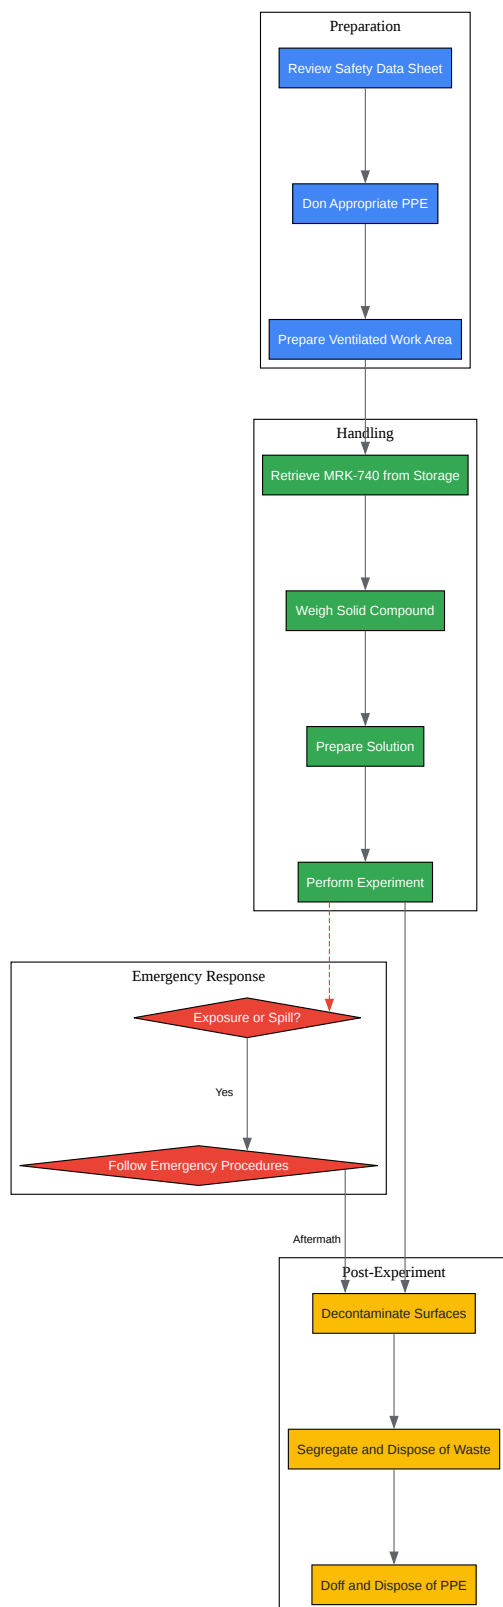 Preparation
Review Safety Data Sheet
Don Appropriate PPE
Prepare Ventilated Work Area
Handling
Retrieve MRK-740 from Storage
Weigh Solid Compound
Prepare Solution
Perform Experiment
Emergency Response
Exposure or Spill?
Yes
Follow Emergency Procedures
Aftermath
Post-Experiment
Decontaminate Surfaces
Segregate and Dispose of Waste
Doff and Dispose of PPE